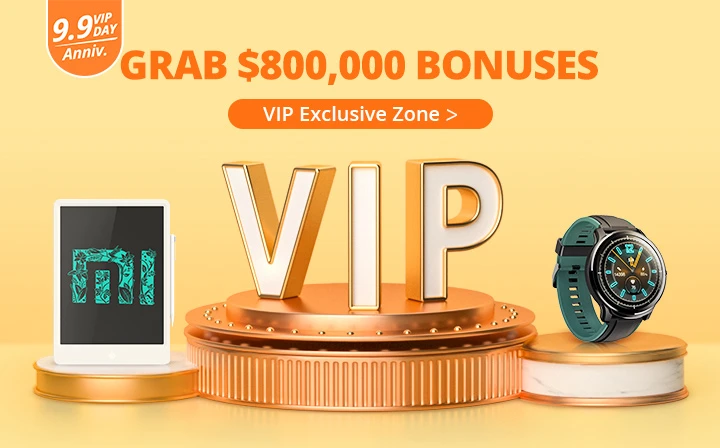 9.9 VIP
DAY
Anniv.
GRAB $800,000 BONUSES
VIP Exclusive Zone >
VIP
mi